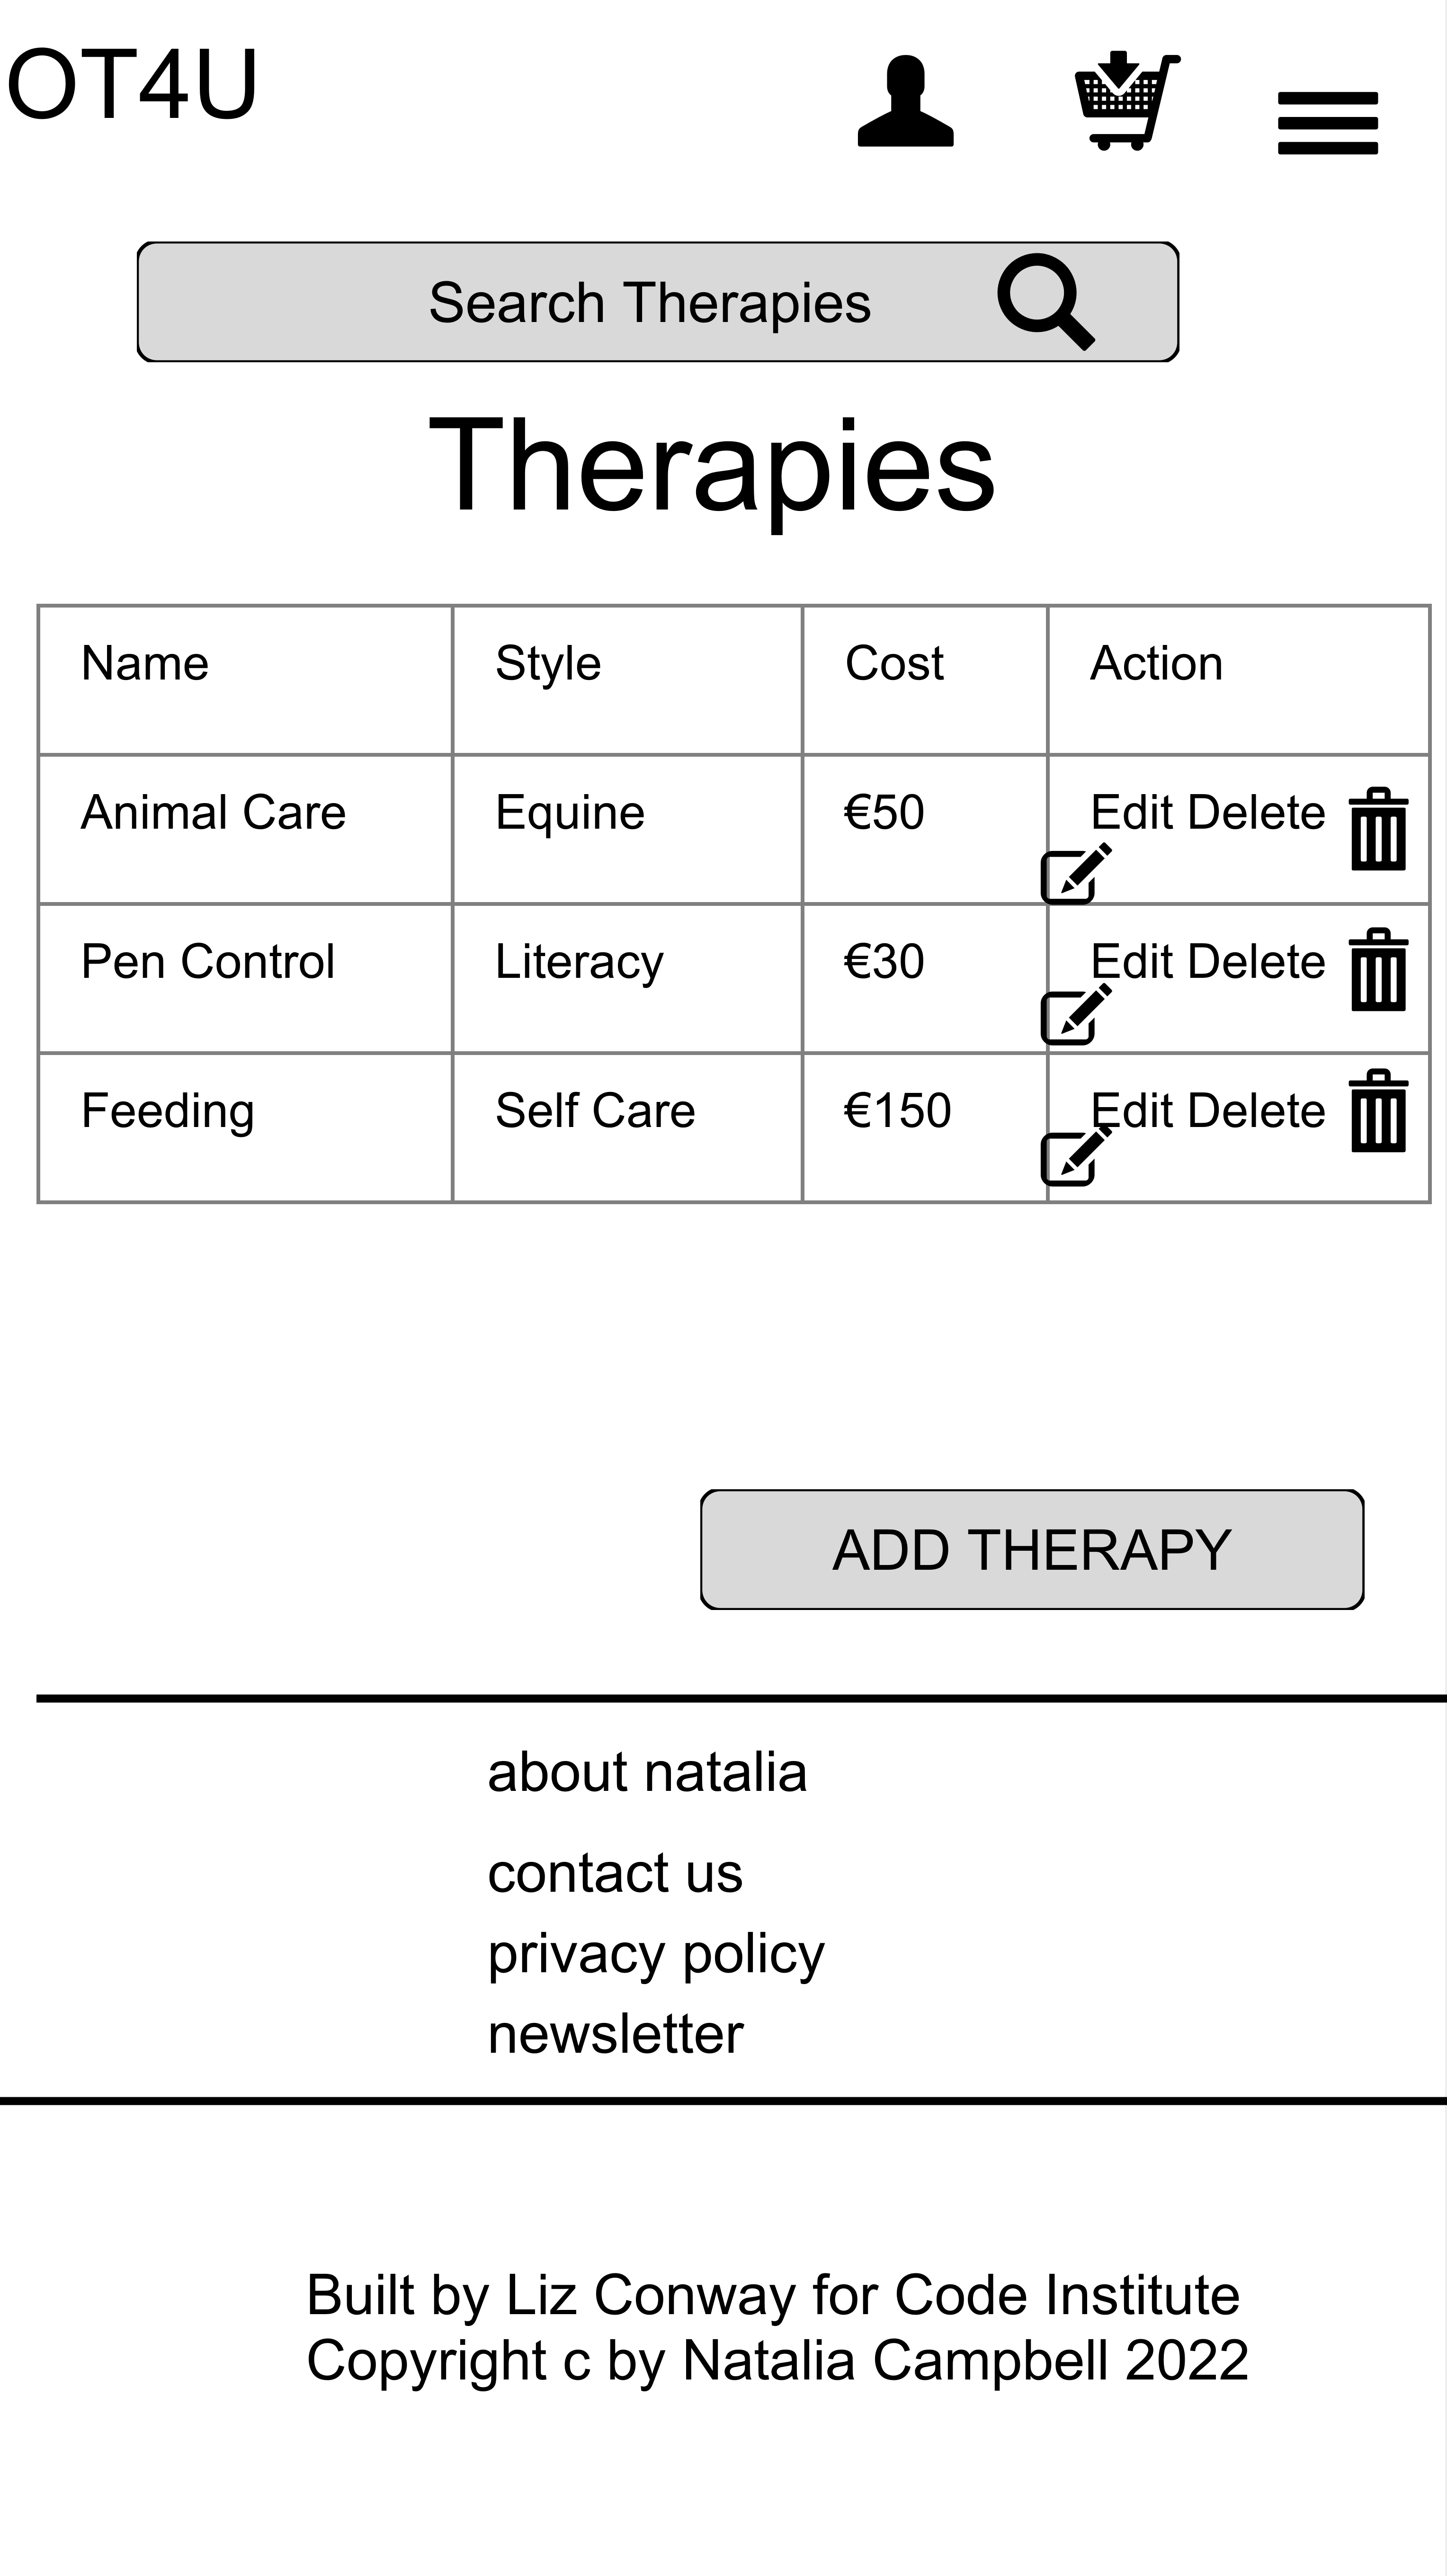 OT4U
Search Therapies
Therapies
Name Style Cost Action
Animal Care Equine €50 Edit Delete
Pen Control Literacy €30 Edit Delete
Feeding Self Care €150 Edit Delete
ADD THERAPY
about natalia
contact us
privacy policy
newsletter
Built by Liz Conway for Code Institute
Copyright c by Natalia Campbell 2022